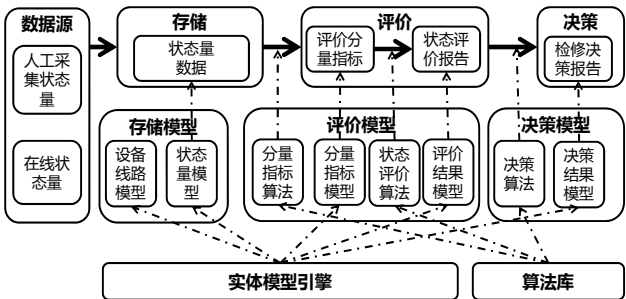 数据源
人工采
集状态
量
在线状
态量
存储
状态量
数据
评价
评价分
量指标
状态评
价报告
决策
检修决
策报告
存储模型
设备
线路
模型
状态
量模
型
评价模型
分量
指标
算法
分量
指标
模型
状态
评价
算法
评价
结果
模型
决策模型
决策
算法
决策
结果
模型
实体模型引擎
算法库